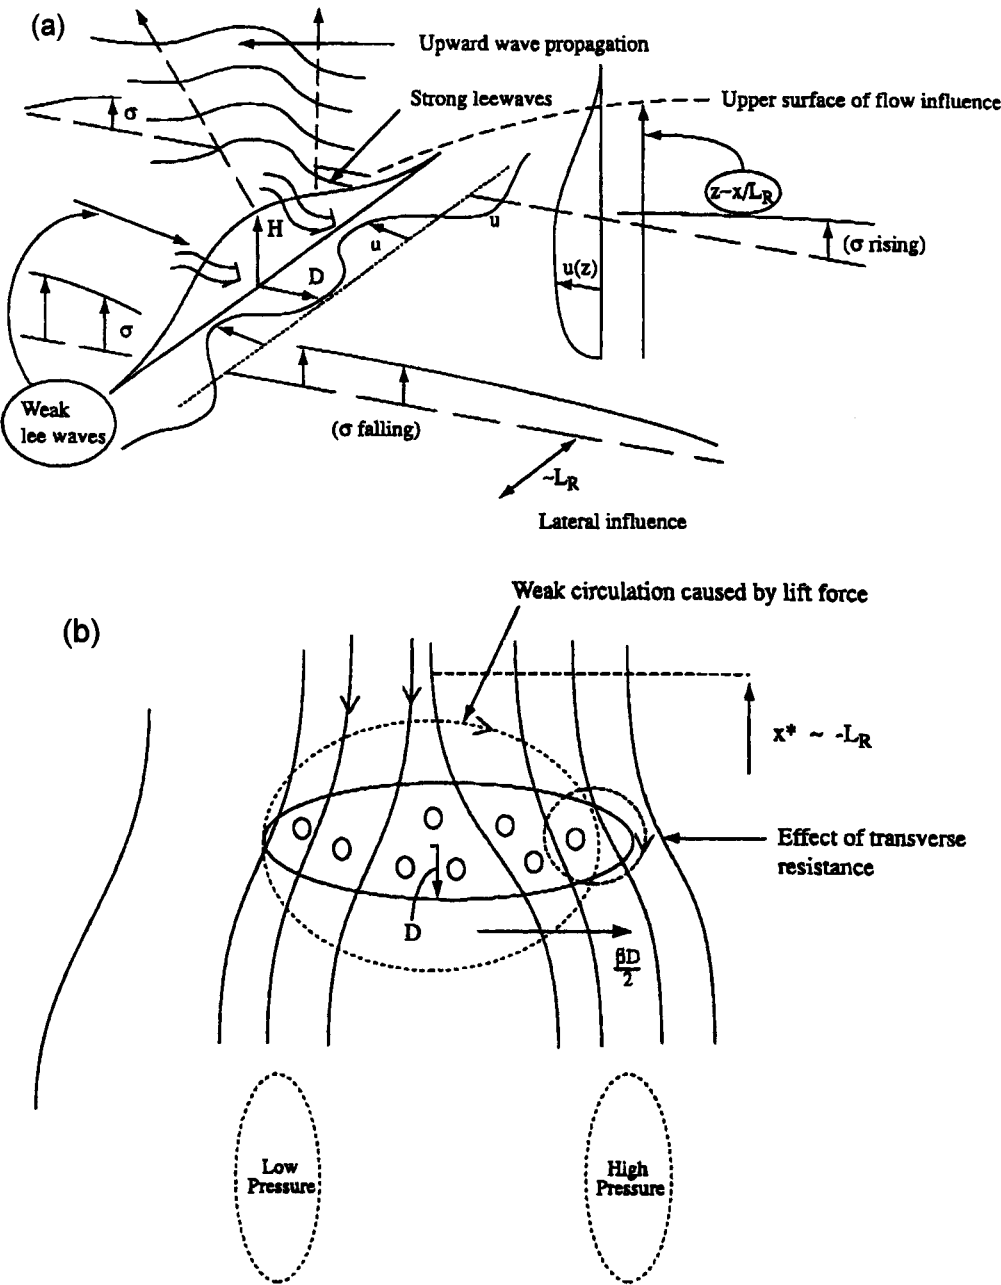 (a)
Upward wave propagation
Strong leewaves
Upper surface of flow influence
σ
z~x/L_R
H
u
u
(σ rising)
D
u(z)
σ
Weak
lee waves
(σ falling)
~L_R
Lateral influence
Weak circulation caused by lift force
(b)
x* ~ -L_R
Effect of transverse
resistance
D
βD
2
Low
Pressure
High
Pressure